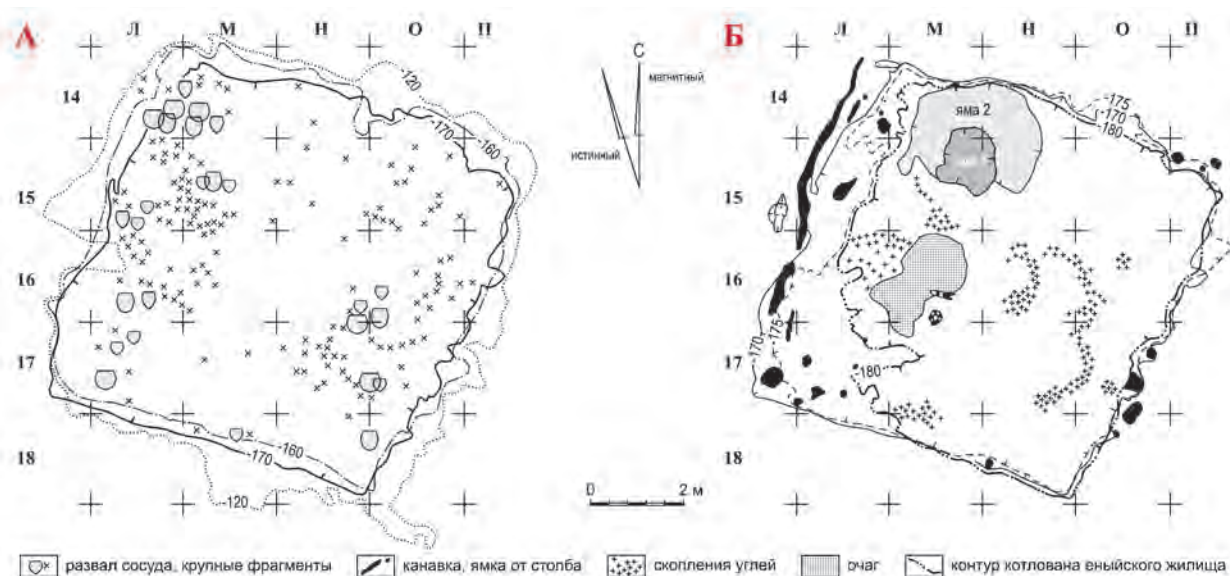 А
Л М Н О П
14
15
16
17
18
-120
-170
-160
-160
-170
-120
С
магнитный
истинный
0 2 м
Б
Л М Н О П
14
15
16
17
18
яма 2
-175
-170
-180
-175
-170
-180
развал сосуда, крупные фрагменты
канавка, ямка от столба
скопления углей
очаг
контур котлована еныйского жилища